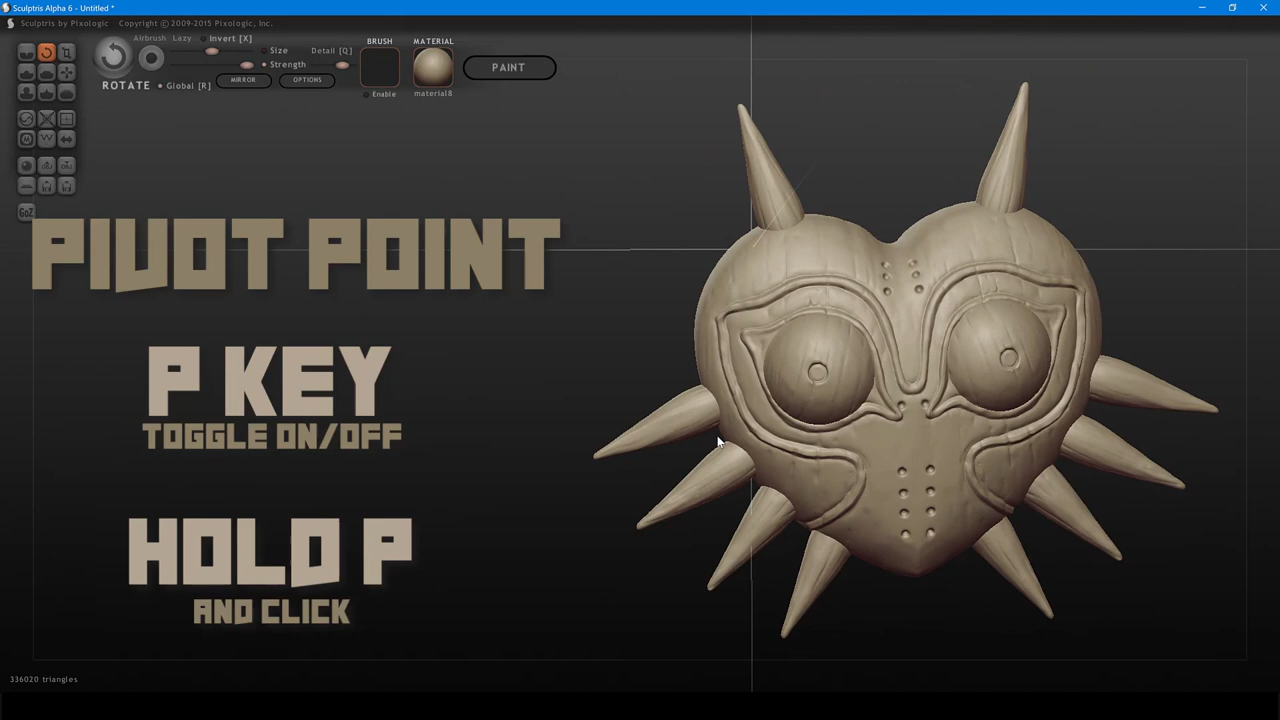 Sculptris Alpha 6 - Untitled *
Sculptris by Pixologic Copyright © 2009-2015 Pixologic, Inc.
Airbrush Lazy Invert [X]
Size Detail [Q]
Strength
ROTATE Global [R] MIRROR OPTIONS
BRUSH
Enable
MATERIAL
material8
PAINT
GoZ
PIVOT POINT
P KEY
TOGGLE ON/OFF
HOLD P
AND CLICK
336020 triangles